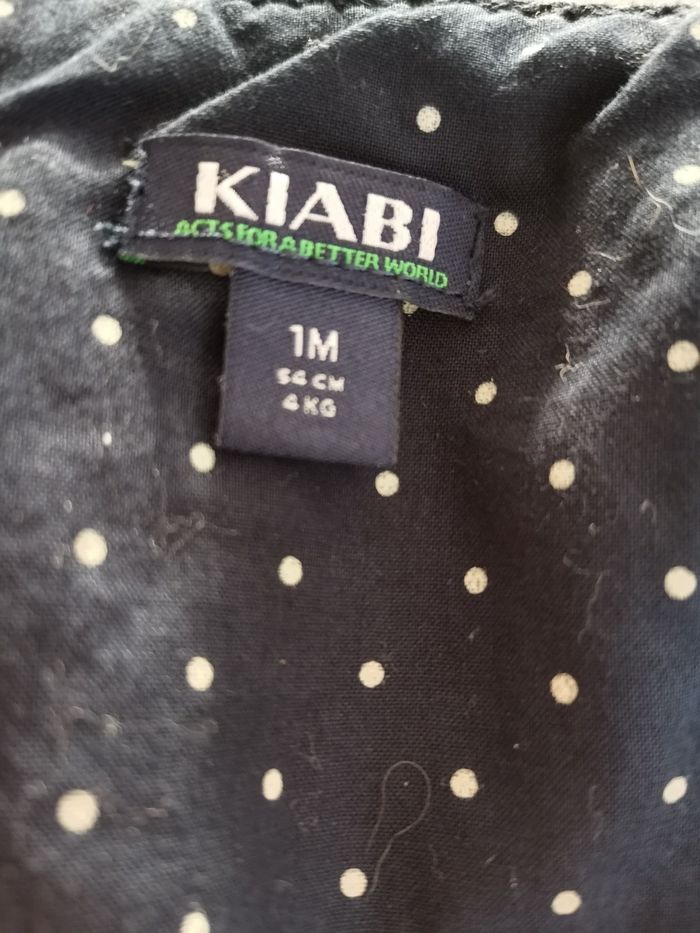 KIABI
ACTS FOR A BETTER WORLD
1M
54 CM
4 KG